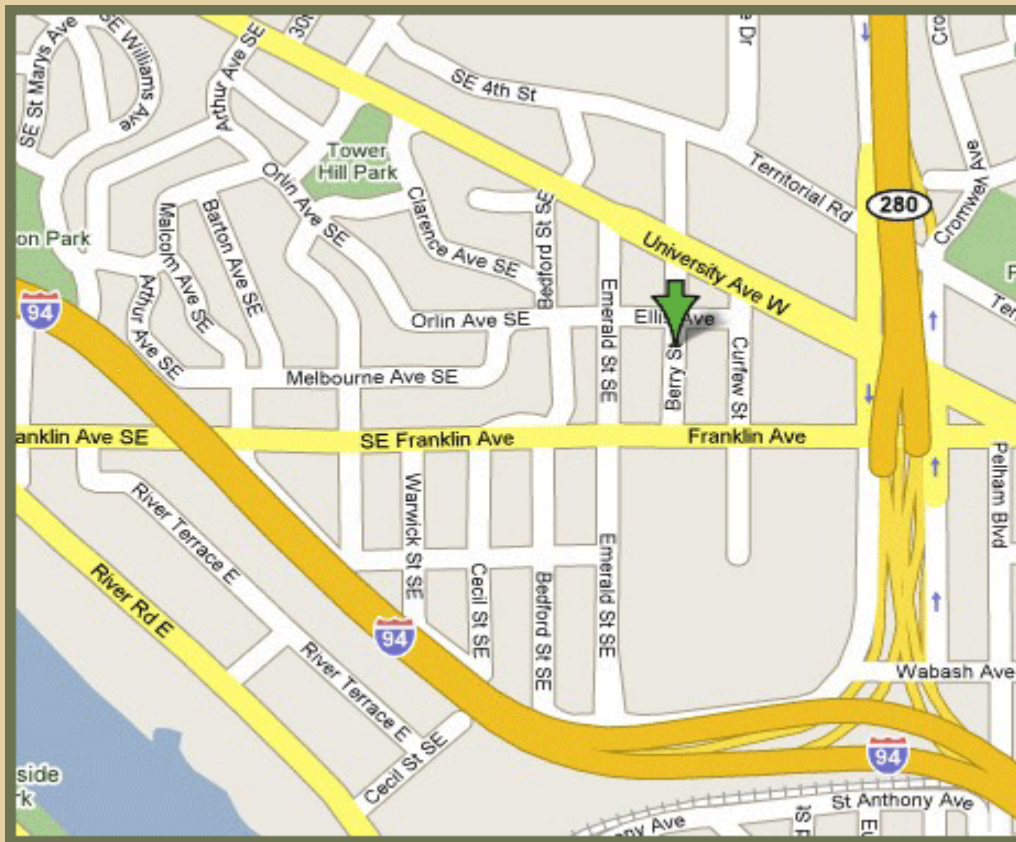 SE St Marys Ave
SE Williams Ave
Arthur Ave SE
SE 4th St
Tower
Hill Park
Territorial Rd
280
Cromwell Ave
on Park
Malcolm Ave SE
Barton Ave SE
Orlin Ave SE
Clarence Ave SE
Bedford St SE
University Ave W
94
Arthur Ave SE
Orlin Ave SE
Emerald St SE
Berry S
Curfew St
Melbourne Ave SE
anklin Ave SE
SE Franklin Ave
Franklin Ave
Pelham Blvd
River Terrace E
Warwick St SE
Cecil St SE
Bedford St SE
Emerald St SE
River Rd E
94
River Terrace E
Wabash Ave
Cecil St SE
94
side
rk
St Anthony Ave
ony Ave